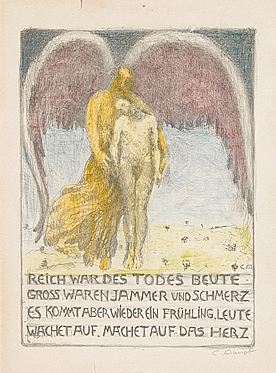 CA
REICH WAR DES TODES BEUTE ·
GROSS WAREN JAMMER UND SCHMERZ
ES KOMMT ABER WIEDER EIN FRÜHLING, LEUTE
WACHET AUF, MACHET AUF DAS HERZ